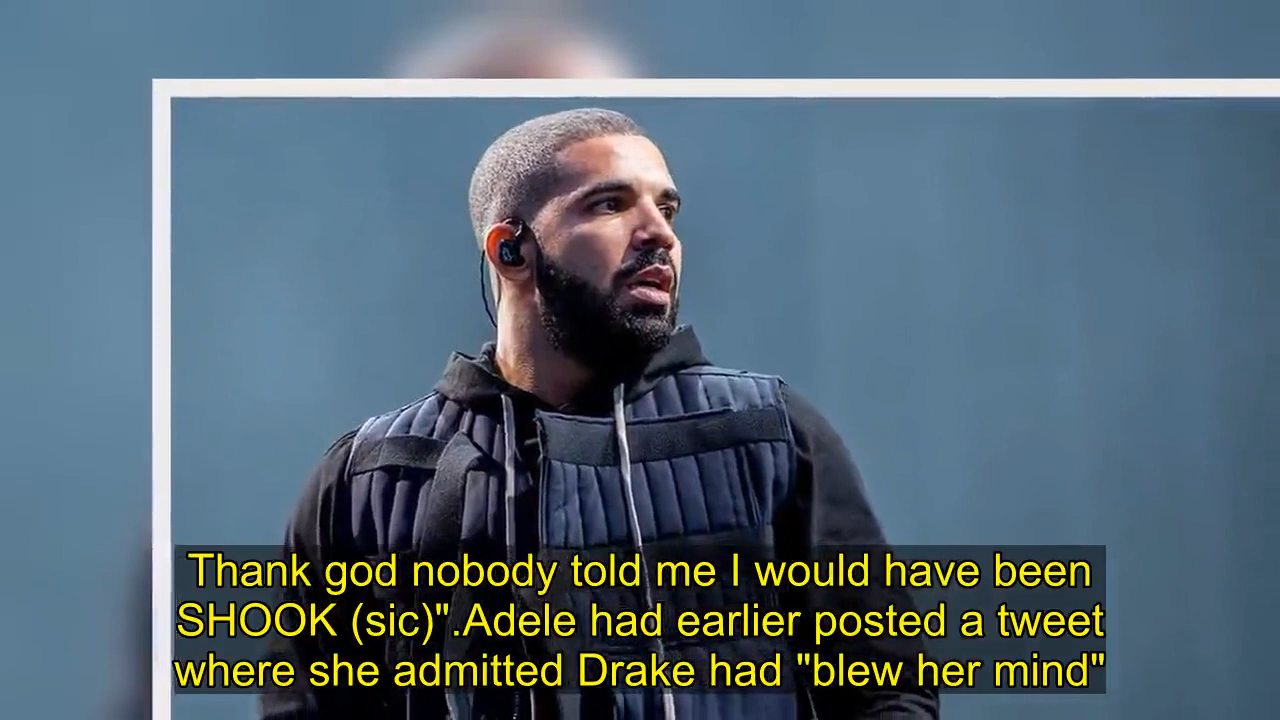 Thank god nobody told me I would have been
SHOOK (sic)".Adele had earlier posted a tweet
where she admitted Drake had "blew her mind"